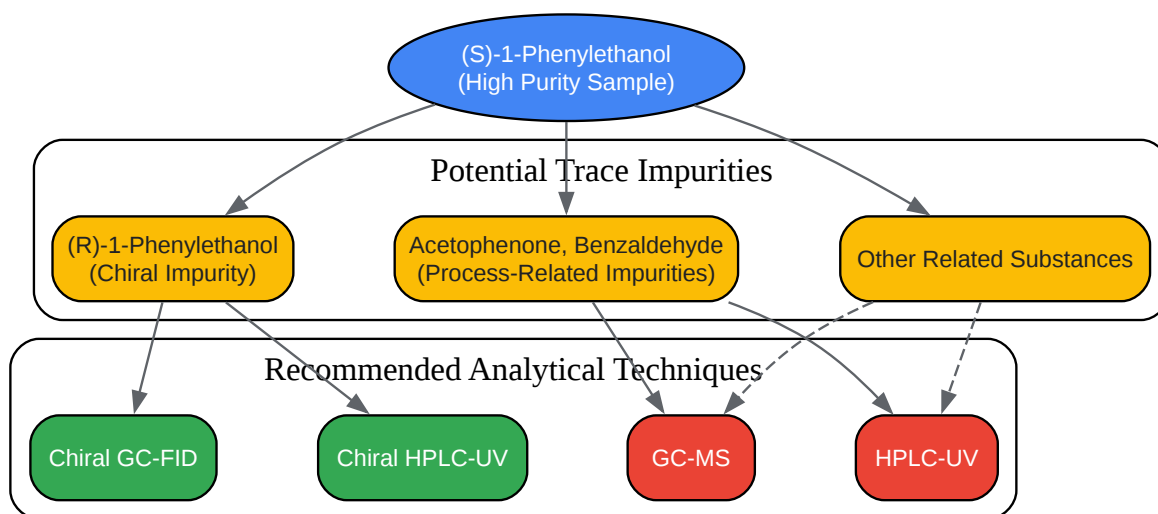 (S)-1-Phenylethanol
(High Purity Sample)
Potential Trace Impurities
(R)-1-Phenylethanol
(Chiral Impurity)
Acetophenone, Benzaldehyde
(Process-Related Impurities)
Other Related Substances
Recommended Analytical Techniques
Chiral GC-FID
Chiral HPLC-UV
GC-MS
HPLC-UV